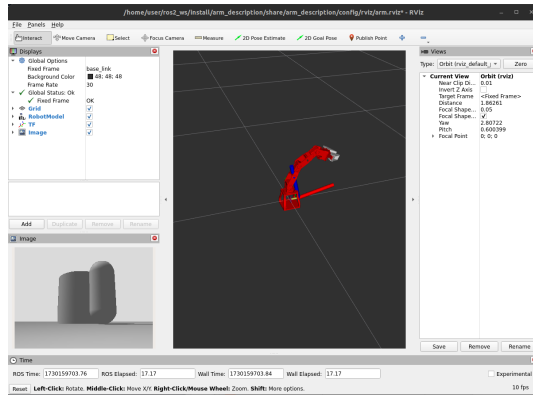 /home/user/ros2_ws/install/arm_description/share/arm_description/config/rviz/arm.rviz* - RViz
File Panels Help
Interact Move Camera Select Focus Camera Measure 2D Pose Estimate 2D Goal Pose Publish Point
Displays
Global Options
Fixed Frame base_link
Background Color 48; 48; 48
Frame Rate 30
Global Status: Ok
Fixed Frame OK
Grid
RobotModel
TF
Image
Add Duplicate Remove Rename
Image
Views
Type: Orbit (rviz_default_ Zero
Current View Orbit (rviz)
Near Clip Di... 0.01
Invert Z Axis
Target Frame <Fixed Frame>
Distance 1.86261
Focal Shape... 0.05
Focal Shape...
Yaw 2.80722
Pitch 0.600399
Focal Point 0; 0; 0
Save Remove Rename
Time
ROS Time: 1730159703.76 ROS Elapsed: 17.17 Wall Time: 1730159703.84 Wall Elapsed: 17.17 Experimental
Reset Left-Click: Rotate. Middle-Click: Move X/Y. Right-Click/Mouse Wheel: Zoom. Shift: More options. 10 fps